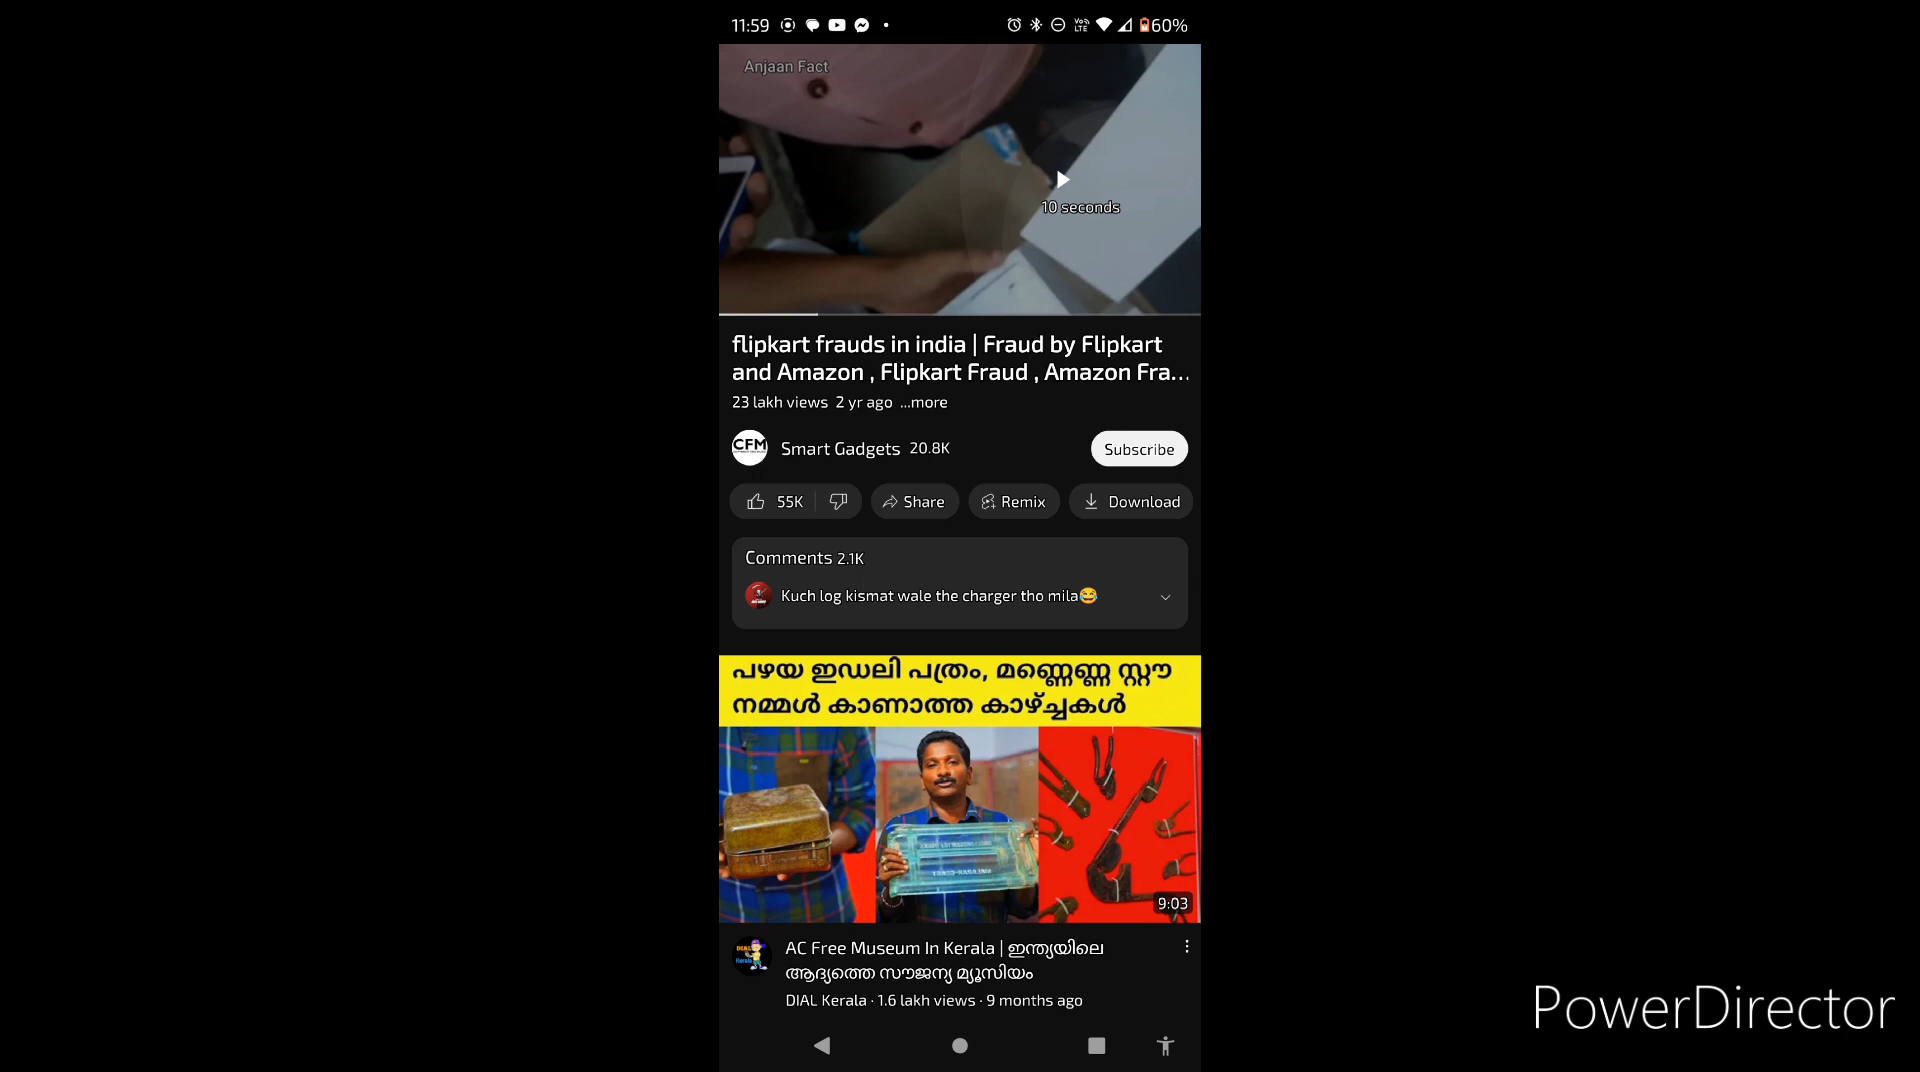 11:59
VoLTE 60%
Anjaan Fact
10 seconds
flipkart frauds in india | Fraud by Flipkart
and Amazon , Flipkart Fraud , Amazon Fra...
23 lakh views 2 yr ago ...more
CFM
Smart Gadgets 20.8K
Subscribe
55K
Share
Remix
Download
Comments 2.1K
Kuch log kismat wale the charger tho mila😂
പഴയ ഇഡലി പത്രം, മണ്ണെണ്ണ സ്റ്റൗ
നമ്മൾ കാണാത്ത കാഴ്ച്ചകൾ
9:03
DIAL
Kerala
AC Free Museum In Kerala | ഇന്ത്യയിലെ
ആദ്യത്തെ സൗജന്യ മ്യൂസിയം
DIAL Kerala · 1.6 lakh views · 9 months ago
PowerDirector